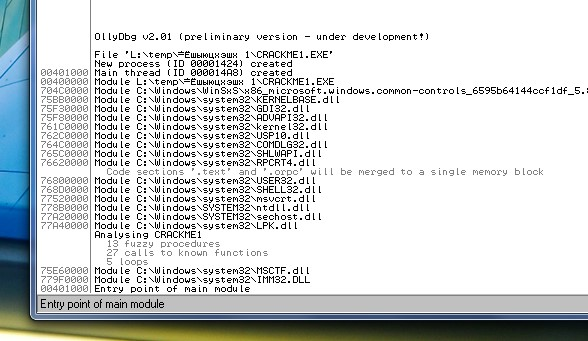 OllyDbg v2.01 (preliminary version - under development!)
File 'L:\temp\╧Ёшыюцхэшх 1\CRACKME1.EXE'
New process (ID 00001424) created
00401000 Main thread (ID 000014A8) created
00400000 Module L:\temp\╧Ёшыюцхэшх 1\CRACKME1.EXE
704C0000 Module C:\Windows\WinSxS\x86_microsoft.windows.common-controls_6595b64144ccf1df_5.8
75BB0000 Module C:\Windows\system32\KERNELBASE.dll
75F30000 Module C:\Windows\system32\GDI32.dll
75F80000 Module C:\Windows\system32\ADVAPI32.dll
761C0000 Module C:\Windows\system32\kernel32.dll
762C0000 Module C:\Windows\system32\USP10.dll
764C0000 Module C:\Windows\system32\COMDLG32.dll
765C0000 Module C:\Windows\system32\SHLWAPI.dll
76620000 Module C:\Windows\system32\RPCRT4.dll
Code sections '.text' and '.orpc' will be merged to a single memory block
76800000 Module C:\Windows\system32\USER32.dll
768D0000 Module C:\Windows\system32\SHELL32.dll
77520000 Module C:\Windows\system32\msvcrt.dll
778B0000 Module C:\Windows\SYSTEM32\ntdll.dll
77A20000 Module C:\Windows\SYSTEM32\sechost.dll
77A40000 Module C:\Windows\system32\LPK.dll
Analysing CRACKME1
13 fuzzy procedures
27 calls to known functions
5 loops
75E60000 Module C:\Windows\system32\MSCTF.dll
779F0000 Module C:\Windows\system32\IMM32.DLL
00401000 Entry point of main module
Entry point of main module